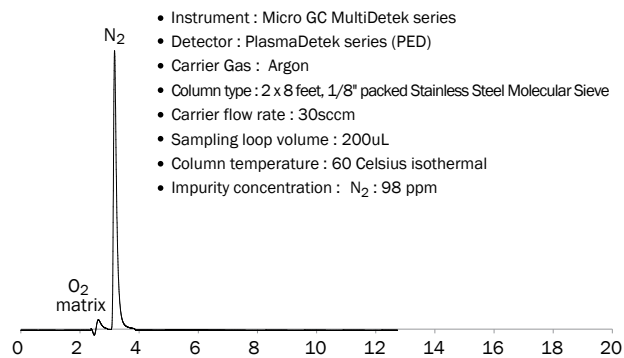 N2
• Instrument : Micro GC MultiDetek series
• Detector : PlasmaDetek series (PED)
• Carrier Gas : Argon
• Column type : 2 x 8 feet, 1/8" packed Stainless Steel Molecular Sieve
• Carrier flow rate : 30sccm
• Sampling loop volume : 200uL
• Column temperature : 60 Celsius isothermal
• Impurity concentration : N2 : 98 ppm
O2
matrix
0 2 4 6 8 10 12 14 16 18 20